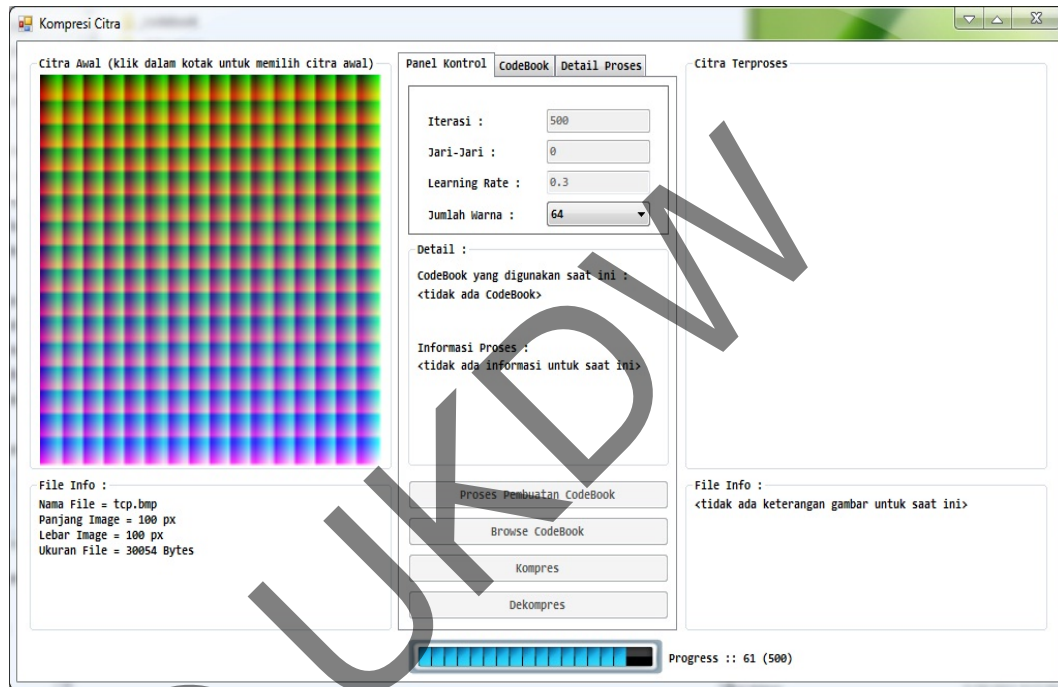 Kompresi Citra
Citra Awal (klik dalam kotak untuk memilih citra awal)
File Info :
Nama File = tcp.bmp
Panjang Image = 100 px
Lebar Image = 100 px
Ukuran File = 30054 Bytes
Panel Kontrol CodeBook Detail Proses
Iterasi : 500
Jari-Jari : 0
Learning Rate : 0.3
Jumlah Warna : 64
Detail :
CodeBook yang digunakan saat ini :
<tidak ada CodeBook>
Informasi Proses :
<tidak ada informasi untuk saat ini>
Proses Pembuatan CodeBook
Browse CodeBook
Kompres
Dekompres
Progress :: 61 (500)
Citra Terproses
File Info :
<tidak ada keterangan gambar untuk saat ini>
UKDW